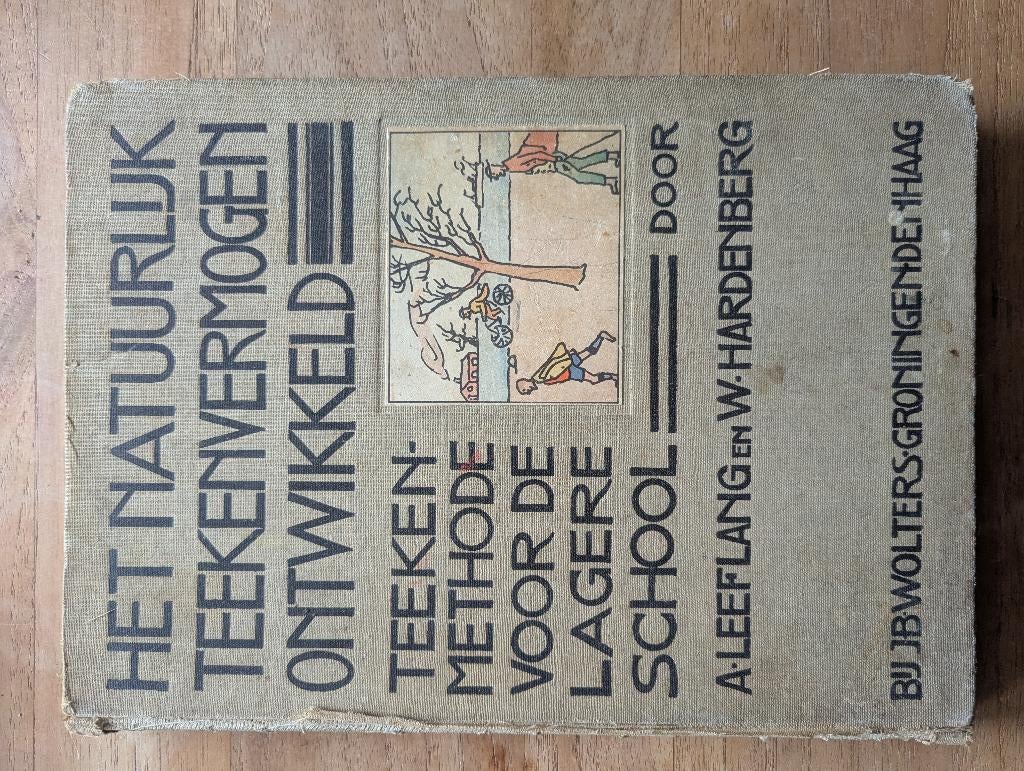 HET NATUURLIJK
TEEKENVERMOGEN
ONTWIKKELD
TEEKEN-
METHODE
VOOR DE
LAGERE
SCHOOL DOOR
A·LEEFLANG EN W·HARDENBERG
BIJ J·B·WOLTERS·GRONINGEN·DEN HAAG